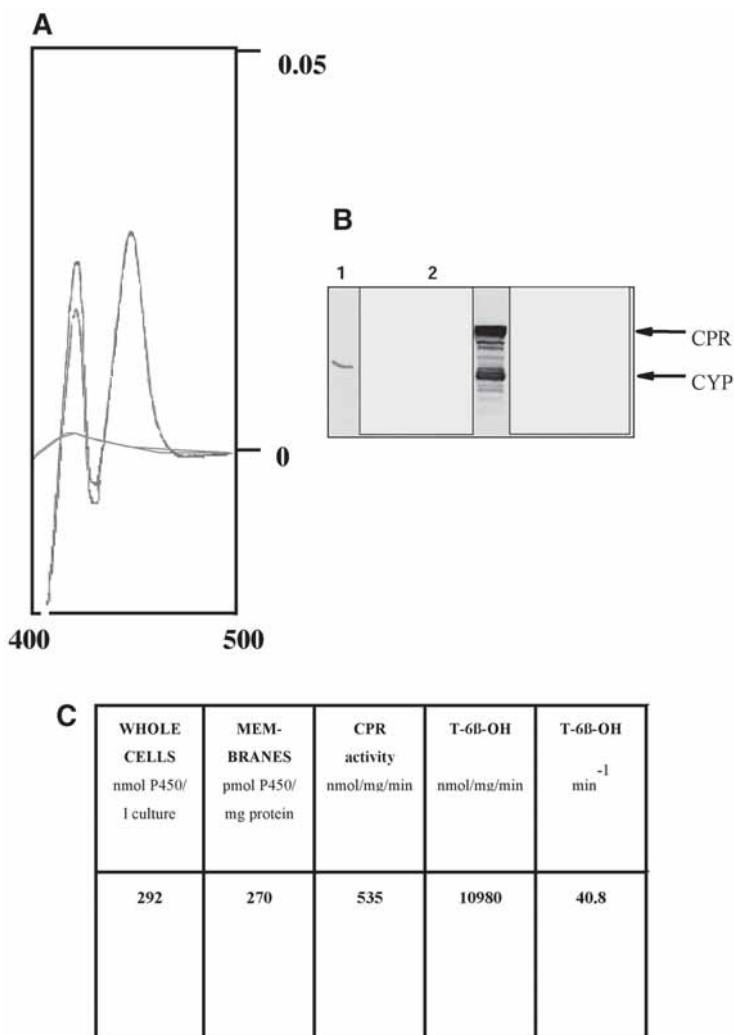 A
0.05
0
400 500
B
1 2
CPR
CYP
C
WHOLE
CELLS
nmol P450/
l culture
MEM-
BRANES
pmol P450/
mg protein
CPR
activity
nmol/mg/min
T-6ß-OH
nmol/mg/min
T-6ß-OH
min-1
292 270 535 10980 40.8